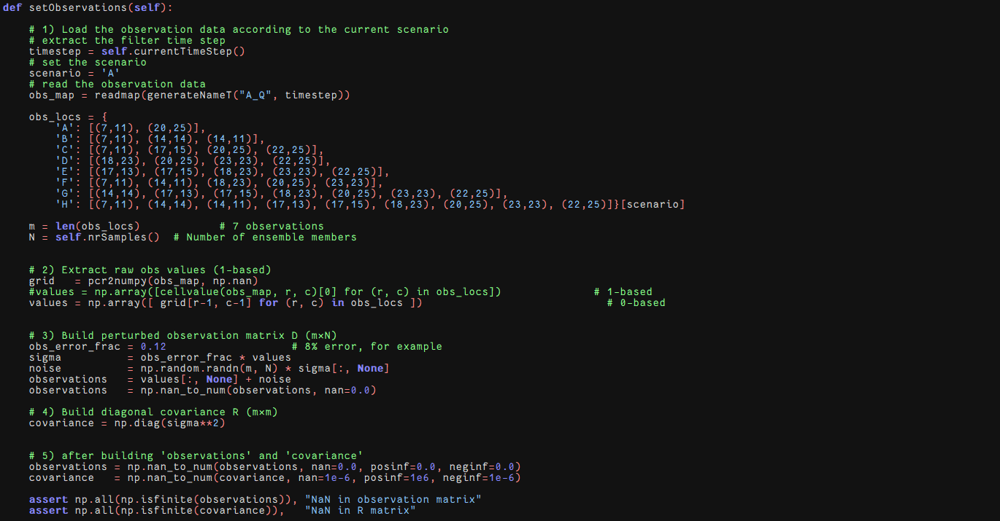 def setObservations(self):
# 1) Load the observation data according to the current scenario
# extract the filter time step
timestep = self.currentTimeStep()
# set the scenario
scenario = 'A'
# read the observation data
obs_map = readmap(generateNameT("A_Q", timestep))
obs_locs = {
'A': [(7,11), (20,25)],
'B': [(7,11), (14,14), (14,11)],
'C': [(7,11), (17,15), (20,25), (22,25)],
'D': [(18,23), (20,25), (23,23), (22,25)],
'E': [(17,13), (17,15), (18,23), (23,23), (22,25)],
'F': [(7,11), (14,11), (18,23), (20,25), (23,23)],
'G': [(14,14), (17,13), (17,15), (18,23), (20,25), (23,23), (22,25)],
'H': [(7,11), (14,14), (14,11), (17,13), (17,15), (18,23), (20,25), (23,23), (22,25)]}[scenario]
m = len(obs_locs)            # 7 observations
N = self.nrSamples()  # Number of ensemble members
# 2) Extract raw obs values (1-based)
grid   = pcr2numpy(obs_map, np.nan)
#values = np.array([cellvalue(obs_map, r, c)[0] for (r, c) in obs_locs])              # 1-based
values = np.array([ grid[r-1, c-1] for (r, c) in obs_locs ])                            # 0-based
# 3) Build perturbed observation matrix D (m×N)
obs_error_frac = 0.12                   # 8% error, for example
sigma          = obs_error_frac * values
noise          = np.random.randn(m, N) * sigma[:, None]
observations   = values[:, None] + noise
observations   = np.nan_to_num(observations, nan=0.0)
# 4) Build diagonal covariance R (m×m)
covariance = np.diag(sigma**2)
# 5) after building 'observations' and 'covariance'
observations = np.nan_to_num(observations, nan=0.0, posinf=0.0, neginf=0.0)
covariance   = np.nan_to_num(covariance, nan=1e-6, posinf=1e6, neginf=1e-6)
assert np.all(np.isfinite(observations)), "NaN in observation matrix"
assert np.all(np.isfinite(covariance)),   "NaN in R matrix"